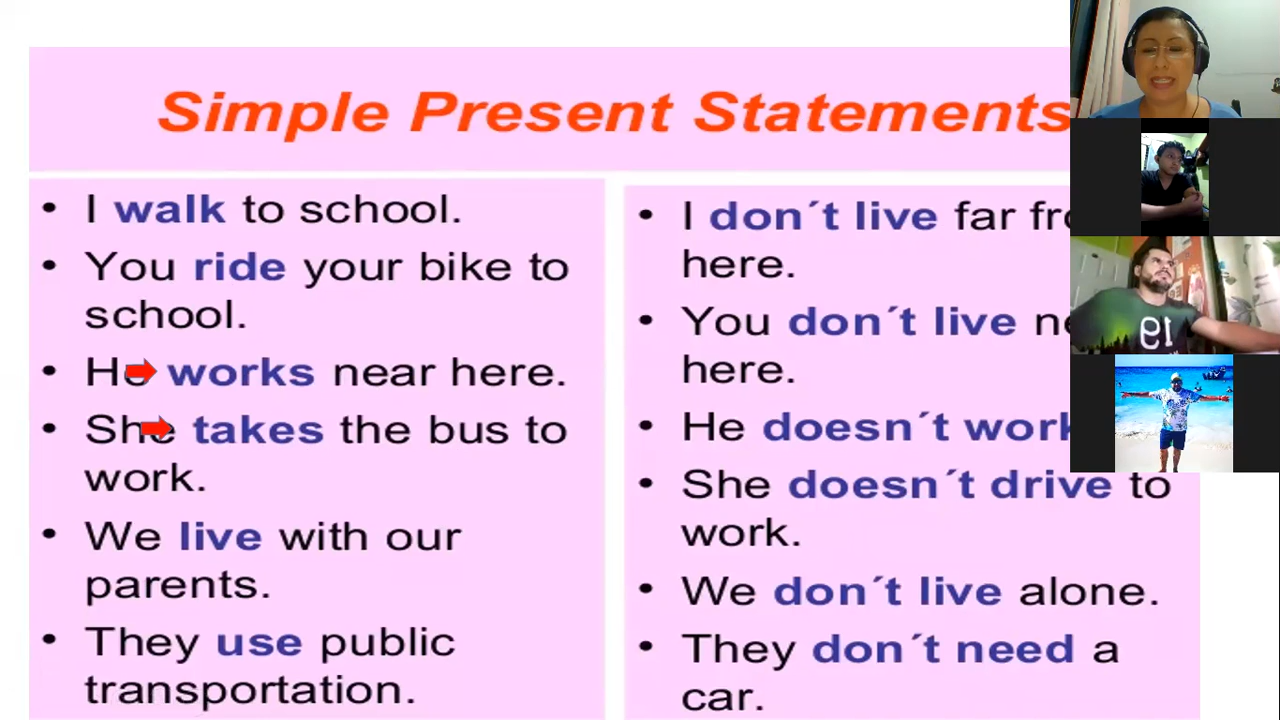 Simple Present Statements
• I walk to school.
• You ride your bike to
school.
• He works near here.
• She takes the bus to
work.
• We live with our
parents.
• They use public
transportation.
• I don´t live far
here.
• You don´t live
here.
• He doesn´t work
• She doesn´t drive to
work.
• We don´t live alone.
• They don´t need a
car.
19